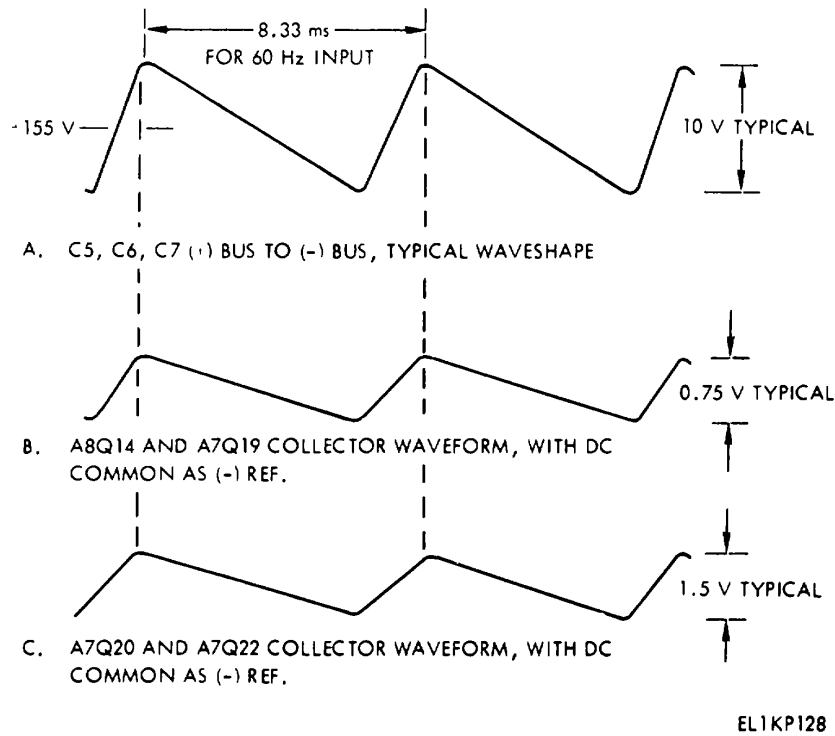 8.33 ms
FOR 60 Hz INPUT
-155 V
10 V TYPICAL
A. C5, C6, C7 (+) BUS TO (-) BUS, TYPICAL WAVESHAPE
0.75 V TYPICAL
B. A8Q14 AND A7Q19 COLLECTOR WAVEFORM, WITH DC
COMMON AS (-) REF.
1.5 V TYPICAL
C. A7Q20 AND A7Q22 COLLECTOR WAVEFORM, WITH DC
COMMON AS (-) REF.
EL1KP128